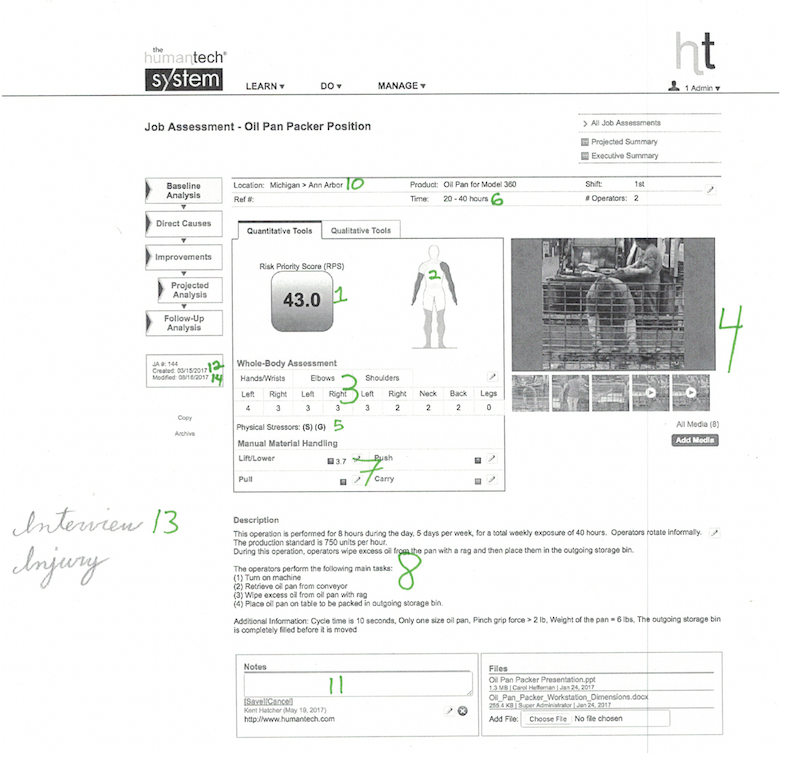 the
humantech®
system
ht
LEARN ▾ DO ▾ MANAGE ▾
1 Admin ▾
Job Assessment - Oil Pan Packer Position
All Job Assessments
Projected Summary
Executive Summary
Baseline
Analysis
Direct Causes
Improvements
Projected
Analysis
Follow-Up
Analysis
JA #: 144
Created: 03/15/2017 12
Modified: 08/16/2017 14
Copy
Archive
Location: Michigan > Ann Arbor 10 Product: Oil Pan for Model 360 Shift: 1st
Ref #: Time: 20 - 40 hours 6 # Operators: 2
Quantitative Tools Qualitative Tools
Risk Priority Score (RPS)
43.0 1
2
4
Whole-Body Assessment
Hands/Wrists Elbows Shoulders
3
Left Right Left Right Left Right Neck Back Legs
4 3 3 3 3 2 2 2 0
Physical Stressors: (S) (G) 5
Manual Material Handling
Lift/Lower 3.7 Push
7
Pull Carry
All Media (8)
Add Media
Interview 13
Injury
Description
This operation is performed for 8 hours during the day, 5 days per week, for a total weekly exposure of 40 hours. Operators rotate informally.
The production standard is 750 units per hour.
During this operation, operators wipe excess oil from the pan with a rag and then place them in the outgoing storage bin.
8
The operators perform the following main tasks:
(1) Turn on machine
(2) Retrieve oil pan from conveyor
(3) Wipe excess oil from oil pan with rag
(4) Place oil pan on table to be packed in outgoing storage bin.
Additional Information: Cycle time is 10 seconds, Only one size oil pan, Pinch grip force > 2 lb, Weight of the pan = 6 lbs, The outgoing storage bin
is completely filled before it is moved
Notes
11
[Save][Cancel]
Kent Hatcher (May 19, 2017)
http://www.humantech.com
Files
Oil Pan Packer Presentation.ppt
1.3 MB | Carol Heffernan | Jan 24, 2017
Oil_Pan_Packer_Workstation_Dimensions.docx
255.4 KB | Super Administrator | Jan 24, 2017
Add File: Choose File No file chosen